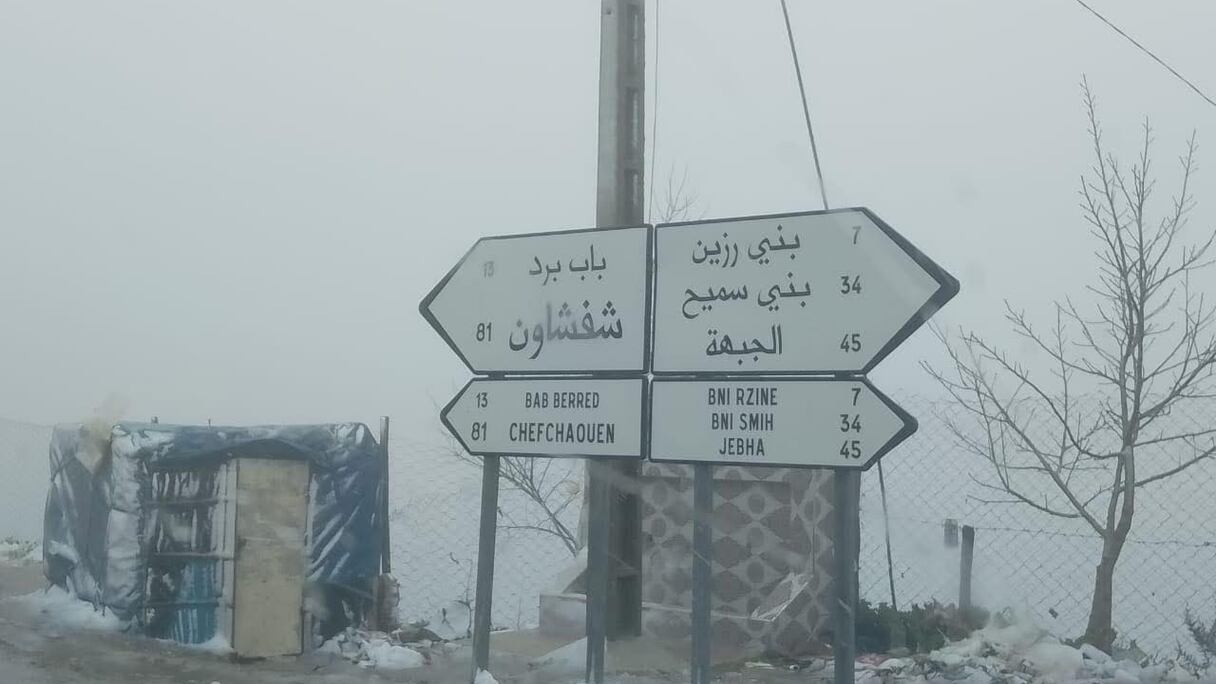 13 باب برد
81 شفشاون
بني رزين 7
بني سميح 34
الجبهة 45
13 BAB BERRED
81 CHEFCHAOUEN
BNI RZINE 7
BNI SMIH 34
JEBHA 45